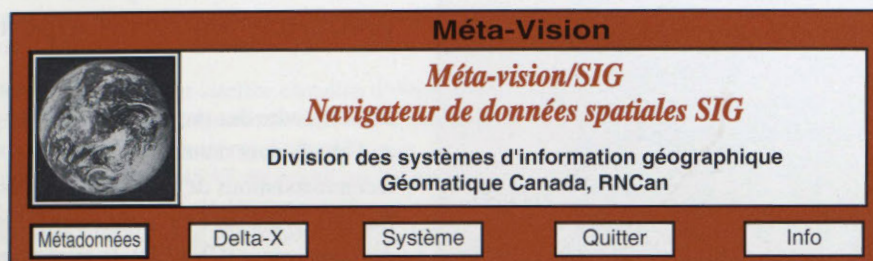 Méta-Vision
Méta-vision/SIG
Navigateur de données spatiales SIG
Division des systèmes d'information géographique
Géomatique Canada, RNCan
Métadonnées Delta-X Système Quitter Info